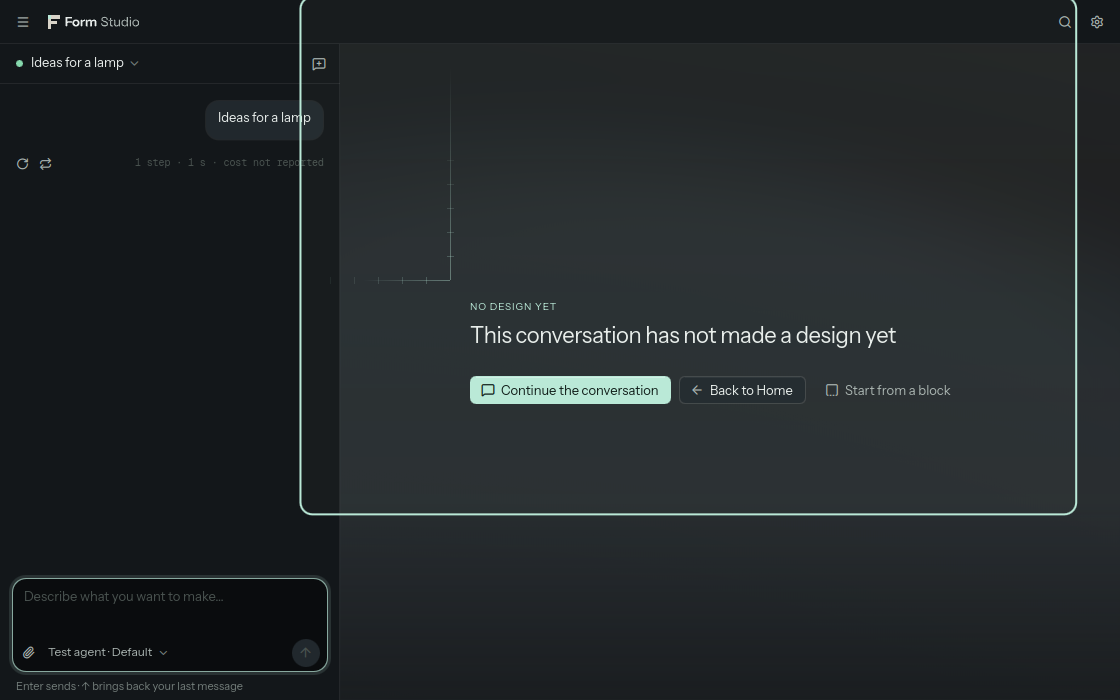 Form Studio
Ideas for a lamp
Ideas for a lamp
1 step · 1 s · cost not reported
NO DESIGN YET
This conversation has not made a design yet
Continue the conversation
Back to Home
Start from a block
Describe what you want to make...
Test agent · Default
Enter sends · ↑ brings back your last message